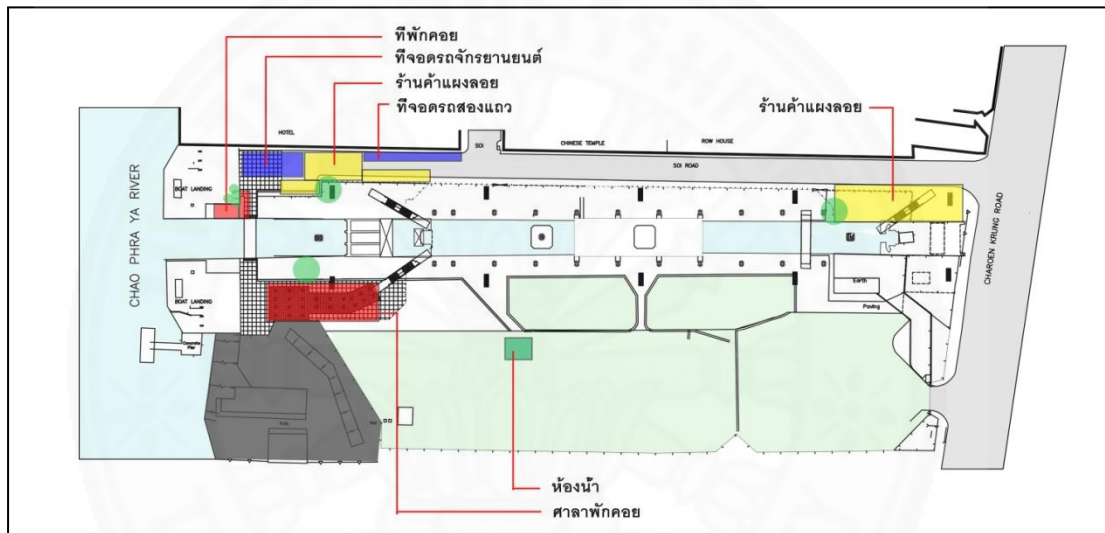 ที่พักคอย
ที่จอดรถจักรยานยนต์
ร้านค้าแผงลอย
ที่จอดรถสองแถว
ร้านค้าแผงลอย
HOTEL
SOI
CHINESE TEMPLE
ROW HOUSE
SOI ROAD
BOAT LANDING
CHAO PHRA YA RIVER
CHAROEN KRUNG ROAD
BOAT LANDING
Earth
Paving
Concrete
Pier
ห้องน้ำ
ศาลาพักคอย